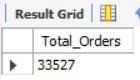 Result Grid
Total_Orders
33527